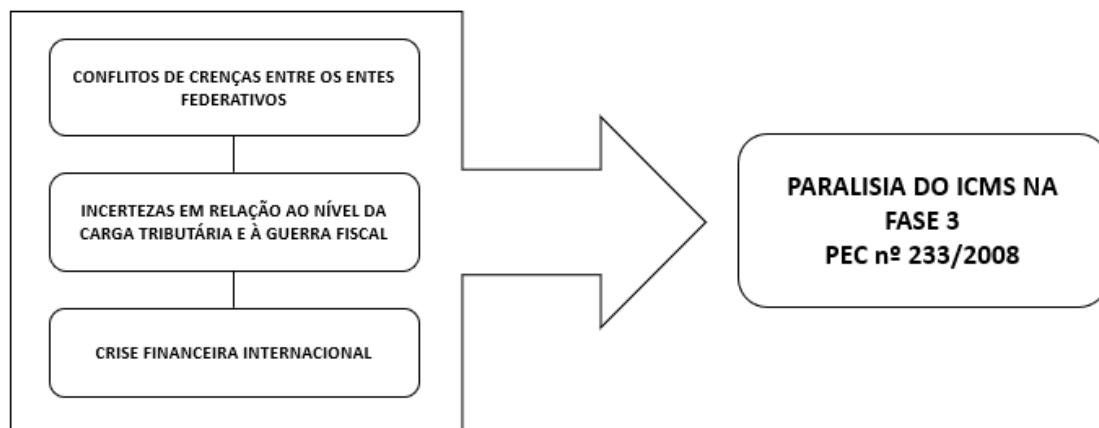 CONFLITOS DE CRENÇAS ENTRE OS ENTES
FEDERATIVOS
INCERTEZAS EM RELAÇÃO AO NÍVEL DA
CARGA TRIBUTÁRIA E À GUERRA FISCAL
CRISE FINANCEIRA INTERNACIONAL
PARALISIA DO ICMS NA
FASE 3
PEC nº 233/2008